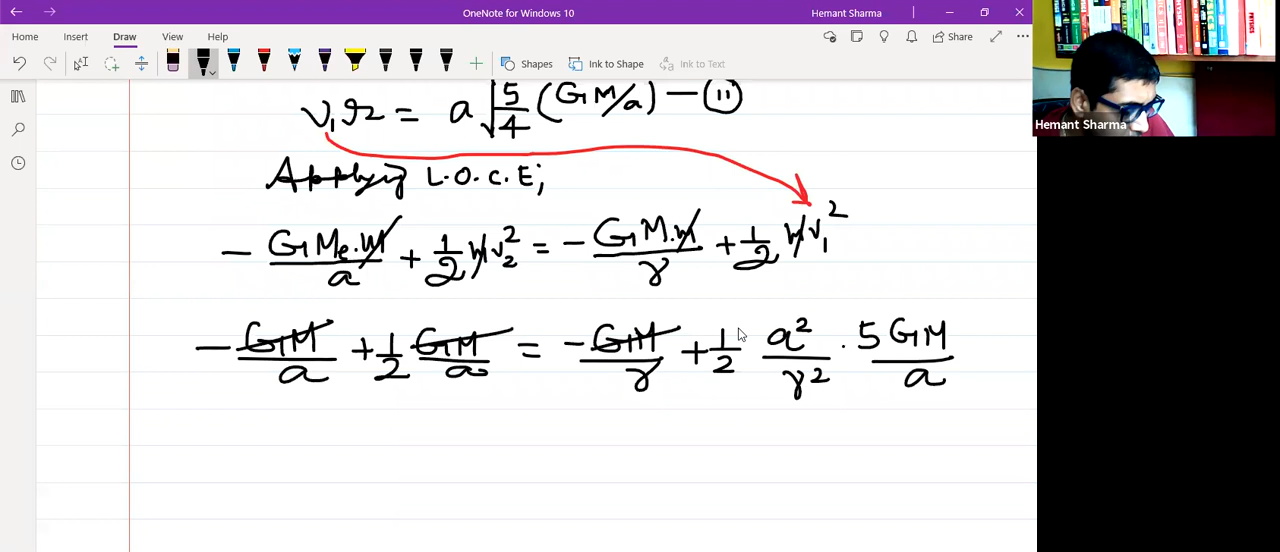 OneNote for Windows 10
Hemant Sharma
Home Insert Draw View Help
Share
Shapes Ink to Shape Ink to Text
v₁r = a √5/4 (GM/a) — (ii)
Hemant Sharma
Applying L.O.C.E;
- GMe.m/a + 1/2 mv₂² = - GM.m/r + 1/2 mv₁²
- GM/a + 1/2 GM/a = - GM/r + 1/2 a²/r² . 5GM/a